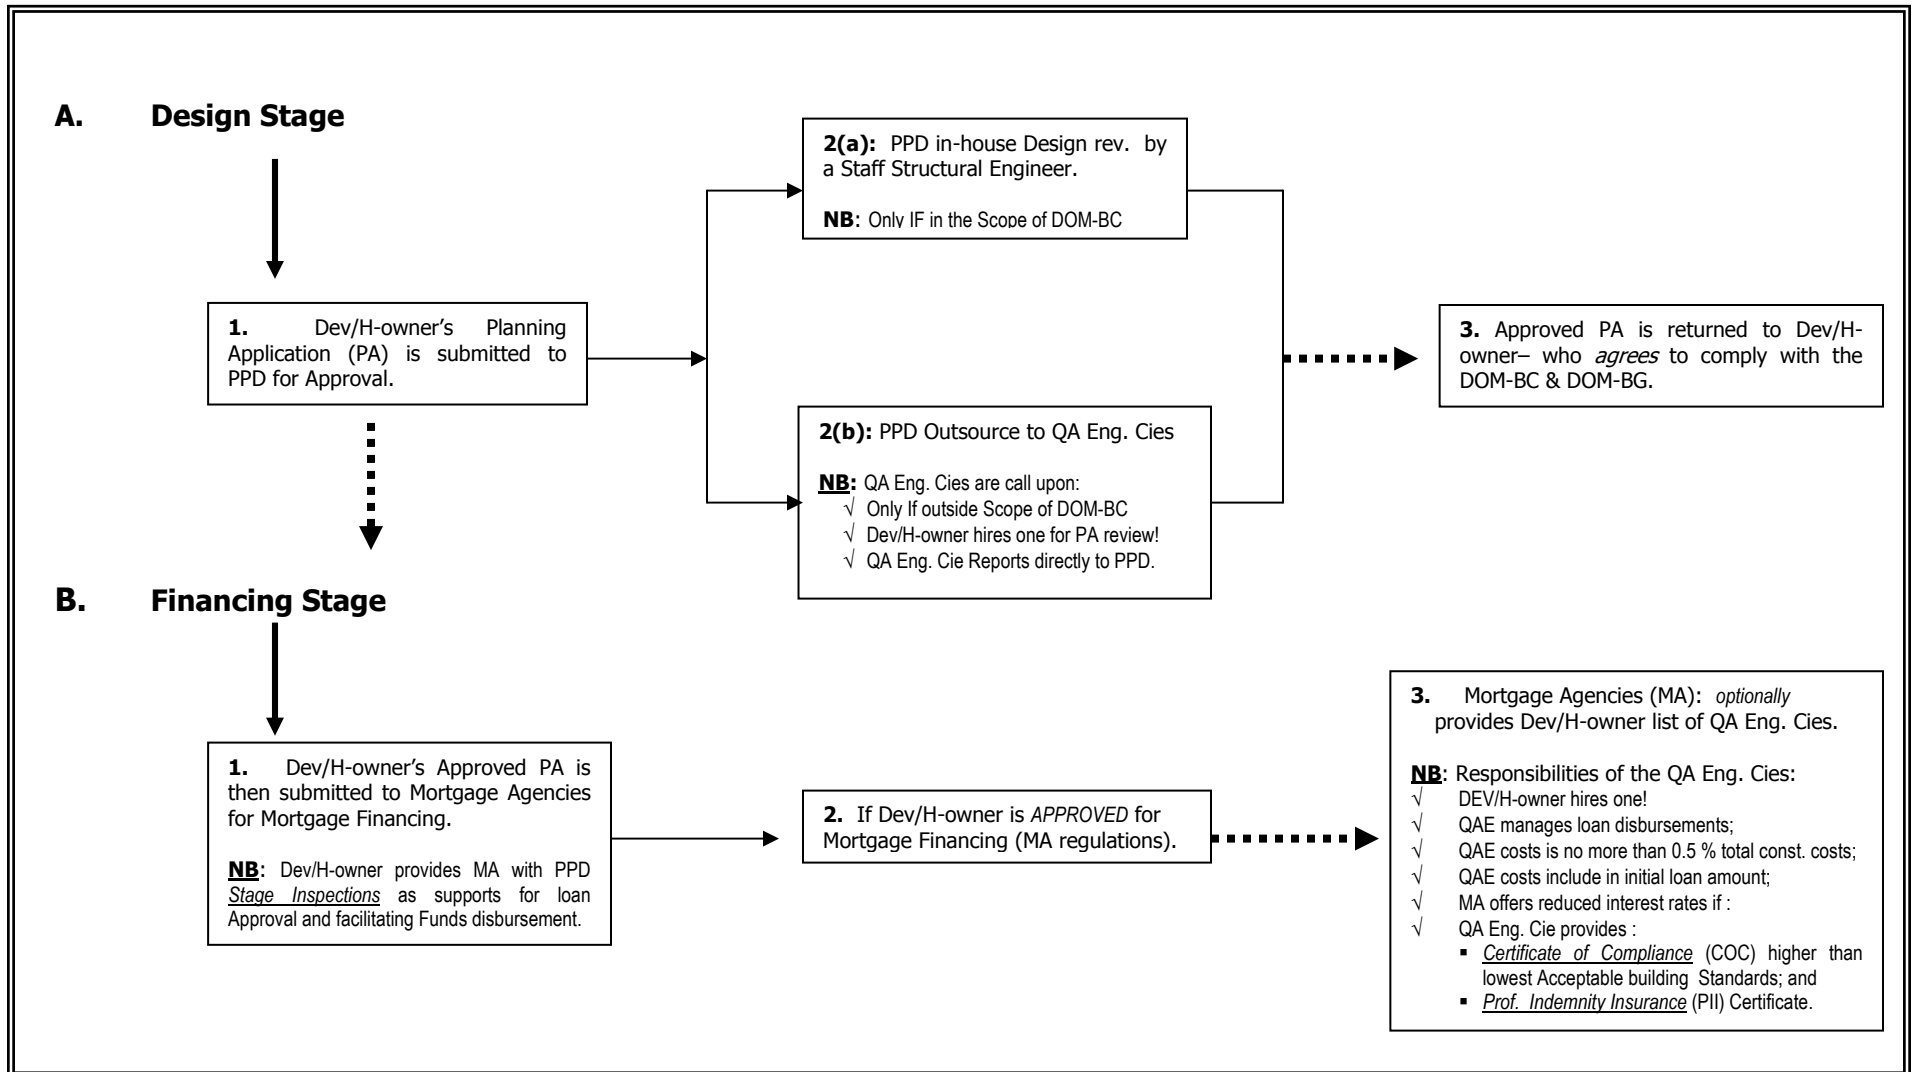 A. Design Stage
1. Dev/H-owner’s Planning
Application (PA) is submitted to
PPD for Approval.
2(a): PPD in-house Design rev. by
a Staff Structural Engineer.
NB: Only IF in the Scope of DOM-BC
2(b): PPD Outsource to QA Eng. Cies
NB: QA Eng. Cies are call upon:
√ Only If outside Scope of DOM-BC
√ Dev/H-owner hires one for PA review!
√ QA Eng. Cie Reports directly to PPD.
3. Approved PA is returned to Dev/H-
owner– who agrees to comply with the
DOM-BC & DOM-BG.
B. Financing Stage
1. Dev/H-owner’s Approved PA is
then submitted to Mortgage Agencies
for Mortgage Financing.
NB: Dev/H-owner provides MA with PPD
Stage Inspections as supports for loan
Approval and facilitating Funds disbursement.
2. If Dev/H-owner is APPROVED for
Mortgage Financing (MA regulations).
3. Mortgage Agencies (MA): optionally
provides Dev/H-owner list of QA Eng. Cies.
NB: Responsibilities of the QA Eng. Cies:
√ DEV/H-owner hires one!
√ QAE manages loan disbursements;
√ QAE costs is no more than 0.5 % total const. costs;
√ QAE costs include in initial loan amount;
√ MA offers reduced interest rates if :
√ QA Eng. Cie provides :
▪ Certificate of Compliance (COC) higher than
lowest Acceptable building Standards; and
▪ Prof. Indemnity Insurance (PII) Certificate.